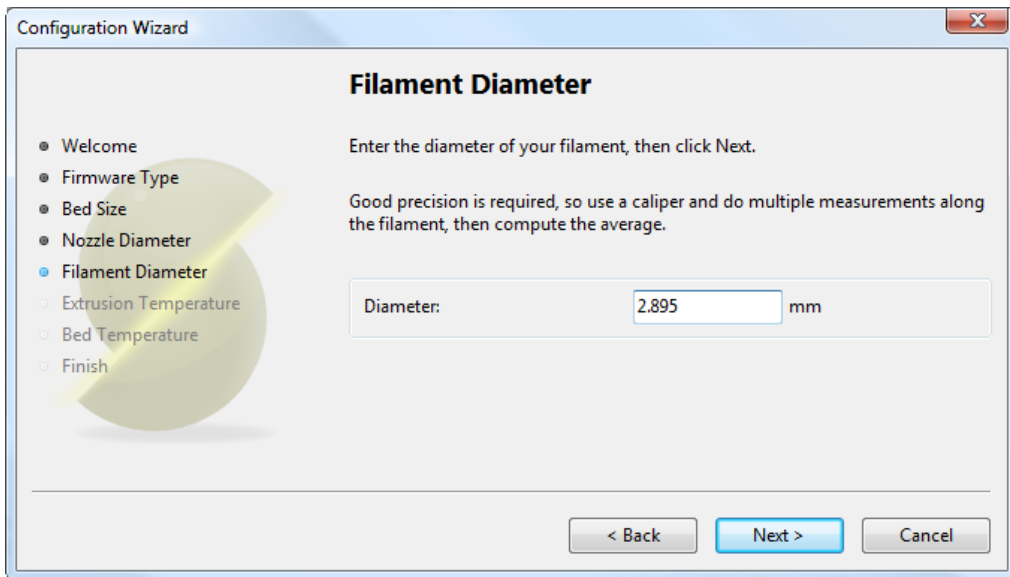 Configuration Wizard
Filament Diameter
Welcome
Firmware Type
Bed Size
Nozzle Diameter
Filament Diameter
Extrusion Temperature
Bed Temperature
Finish
Enter the diameter of your filament, then click Next.
Good precision is required, so use a caliper and do multiple measurements along
the filament, then compute the average.
Diameter: 2.895 mm
< Back Next > Cancel